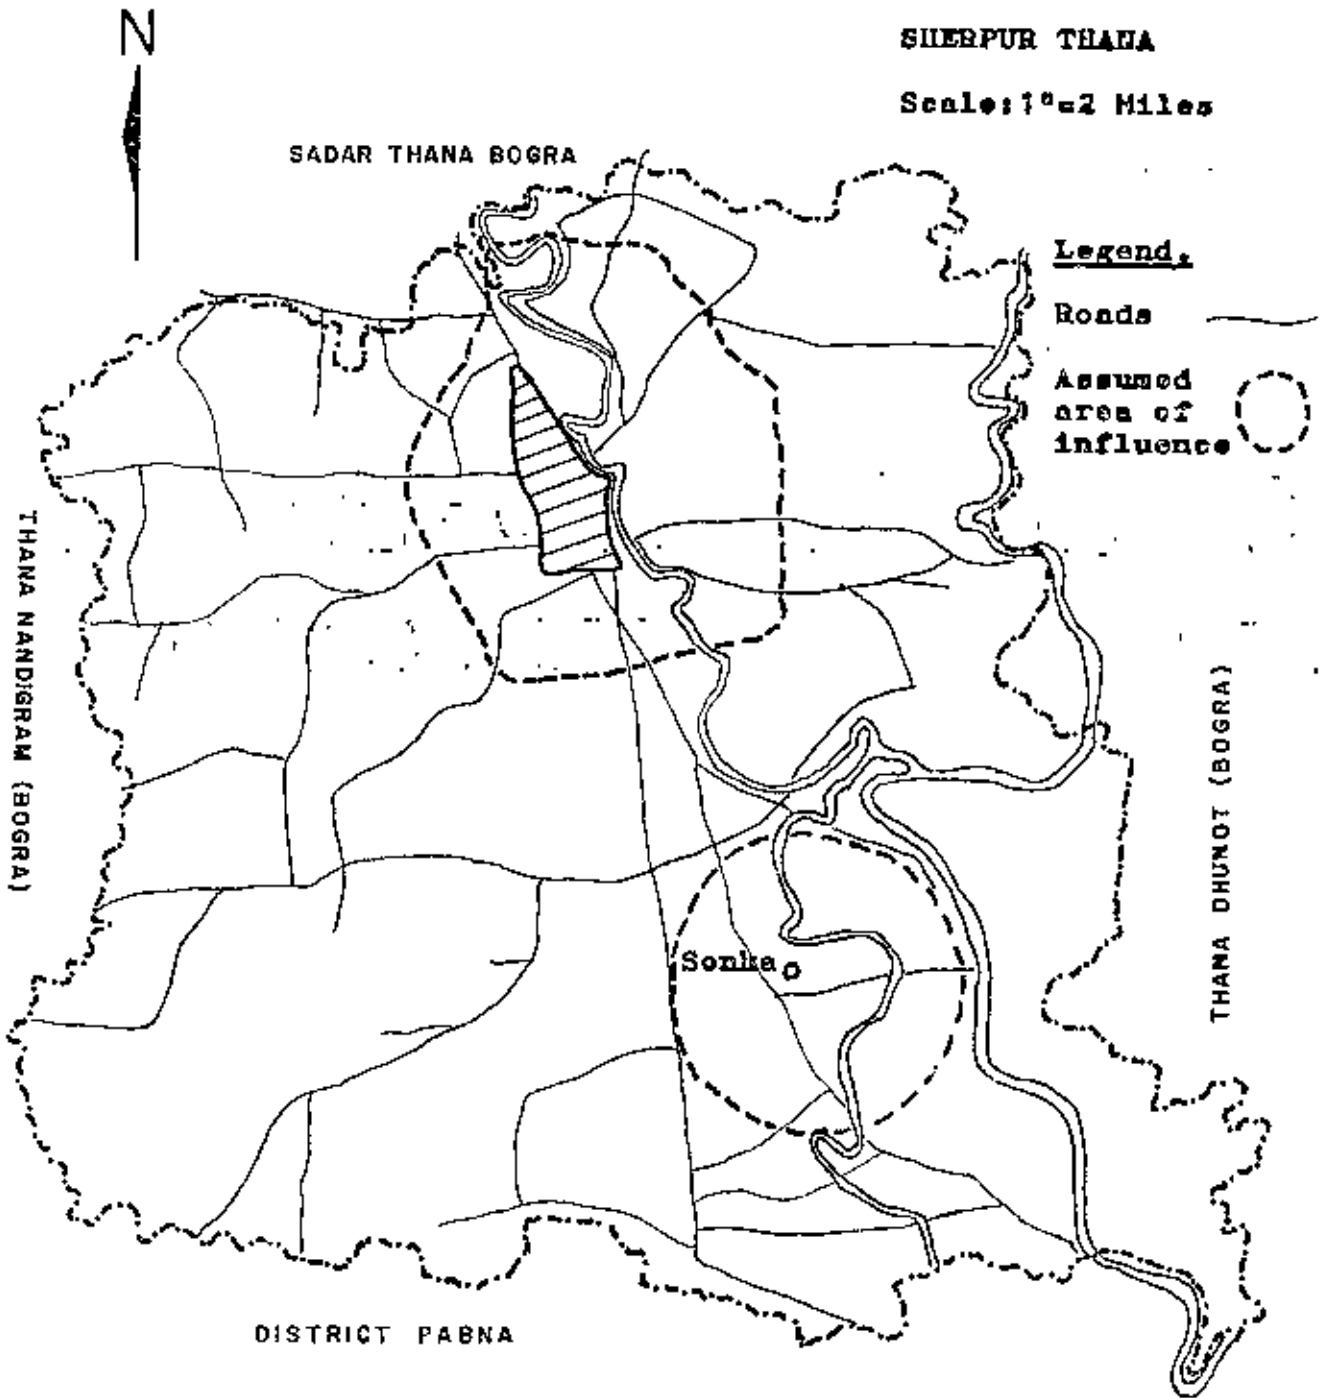 N
SHERPUR THANA
Scale: 1"=2 Miles
SADAR THANA BOGRA
Legend.
Roads
Assumed
area of
influence
THANA NANDIGRAM (BOGRA)
THANA DHUNOT (BOGRA)
Sonka
DISTRICT PABNA